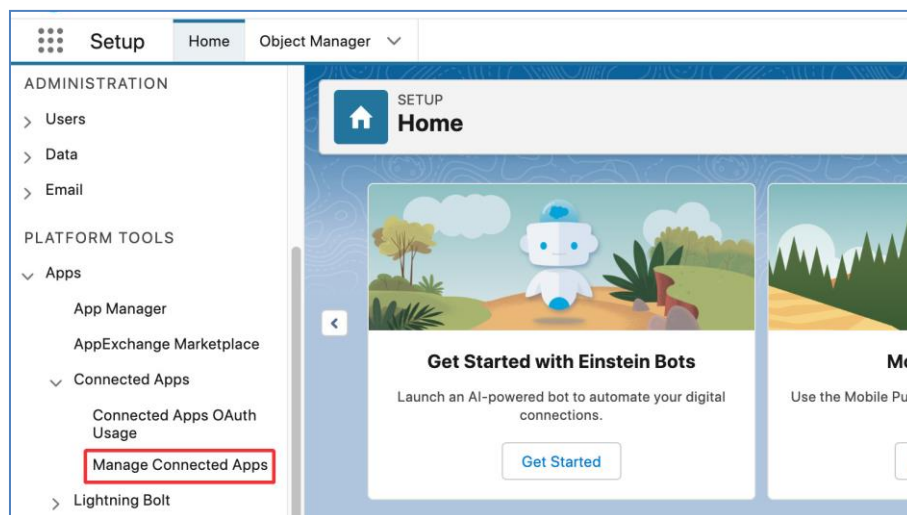 Setup
Home
Object Manager
ADMINISTRATION
Users
Data
Email
PLATFORM TOOLS
Apps
App Manager
AppExchange Marketplace
Connected Apps
Connected Apps OAuth
Usage
Manage Connected Apps
Lightning Bolt
SETUP
Home
Get Started with Einstein Bots
Launch an AI-powered bot to automate your digital
connections.
Get Started
Use the Mobile